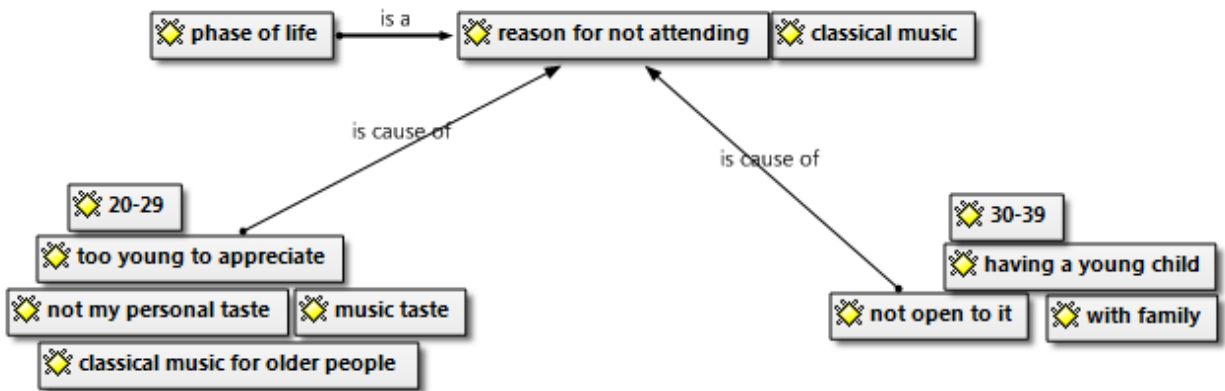 is a
phase of life
reason for not attending
classical music
is cause of
is cause of
20-29
too young to appreciate
not my personal taste
music taste
classical music for older people
30-39
having a young child
not open to it
with family